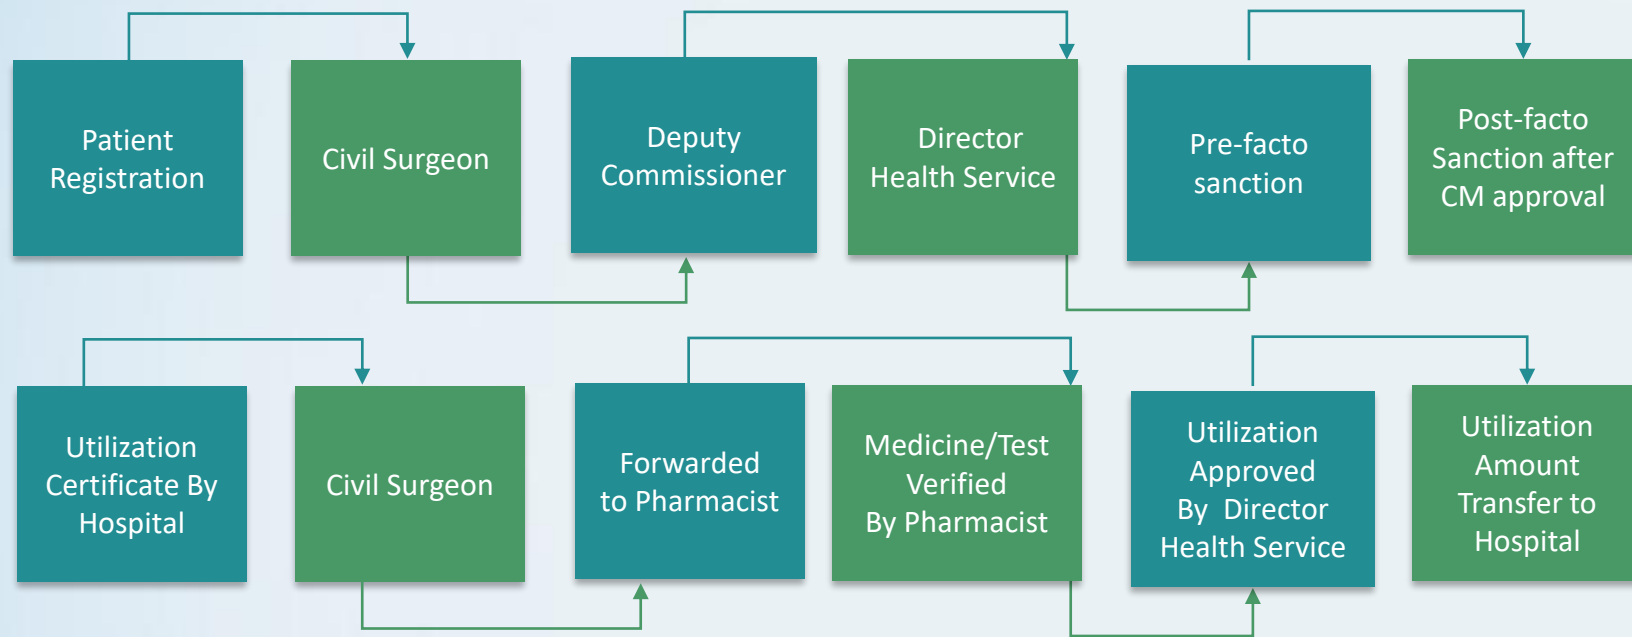 Patient
Registration
Civil Surgeon
Deputy
Commissioner
Director
Health Service
Pre-facto
sanction
Post-facto
Sanction after
CM approval
Utilization
Certificate By
Hospital
Civil Surgeon
Forwarded
to Pharmacist
Medicine/Test
Verified
By Pharmacist
Utilization
Approved
By Director
Health Service
Utilization
Amount
Transfer to
Hospital